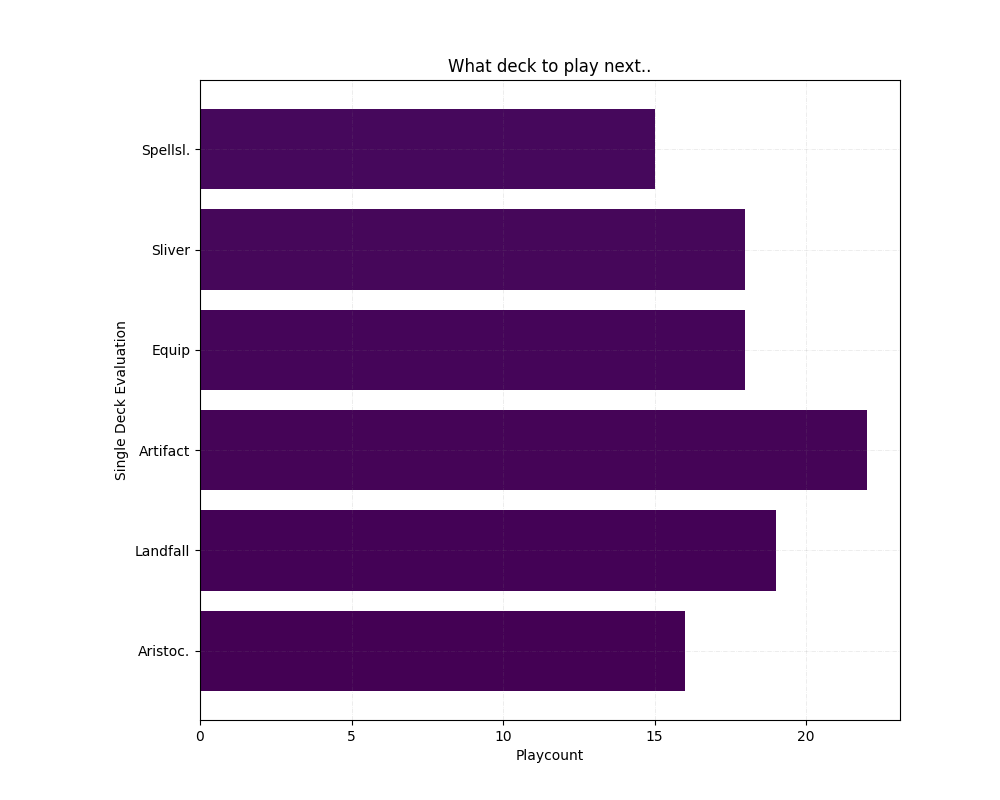 What deck to play next..
Single Deck Evaluation
Spellsl.
Sliver
Equip
Artifact
Landfall
Aristoc.
0 5 10 15 20
Playcount